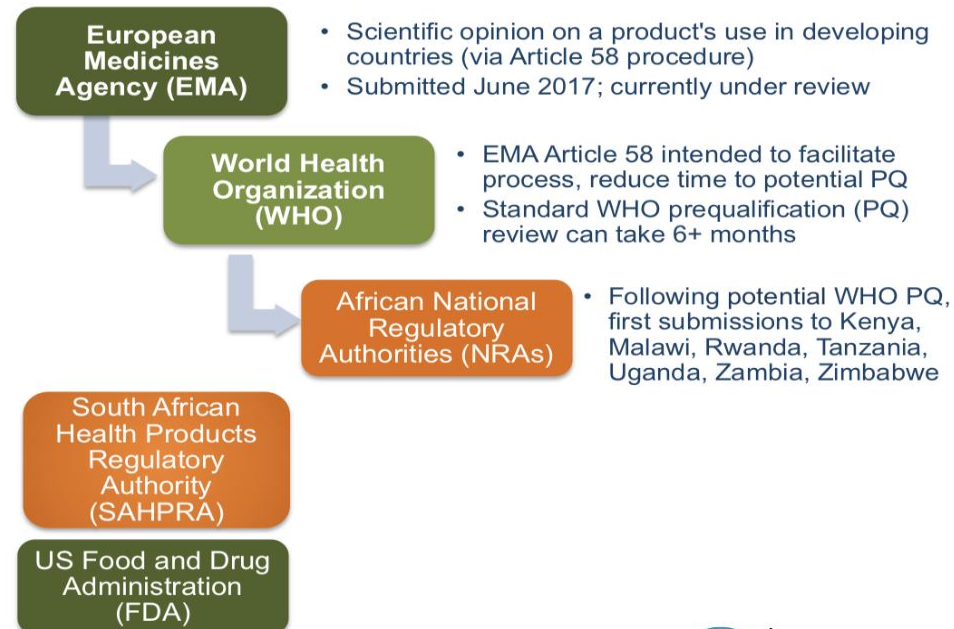 European
Medicines
Agency (EMA)
• Scientific opinion on a product's use in developing
countries (via Article 58 procedure)
• Submitted June 2017; currently under review
World Health
Organization
(WHO)
• EMA Article 58 intended to facilitate
process, reduce time to potential PQ
• Standard WHO prequalification (PQ)
review can take 6+ months
African National
Regulatory
Authorities (NRAs)
• Following potential WHO PQ,
first submissions to Kenya,
Malawi, Rwanda, Tanzania,
Uganda, Zambia, Zimbabwe
South African
Health Products
Regulatory
Authority
(SAHPRA)
US Food and Drug
Administration
(FDA)